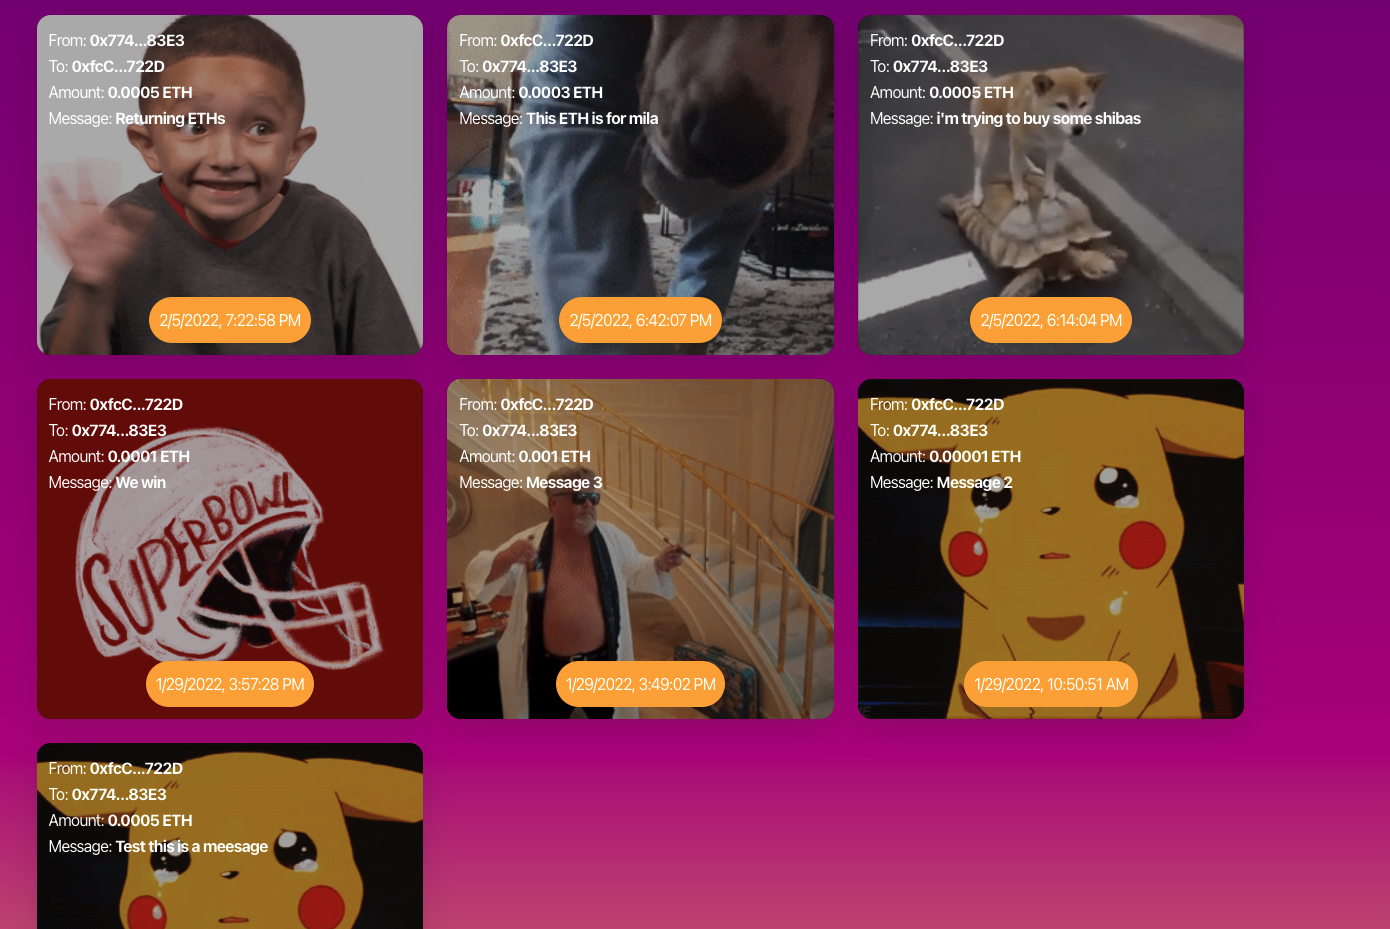 From: 0x774...83E3
To: 0xfcC...722D
Amount: 0.0005 ETH
Message: Returning ETHs
2/5/2022, 7:22:58 PM
From: 0xfcC...722D
To: 0x774...83E3
Amount: 0.0003 ETH
Message: This ETH is for mila
2/5/2022, 6:42:07 PM
From: 0xfcC...722D
To: 0x774...83E3
Amount: 0.0005 ETH
Message: i'm trying to buy some shibas
2/5/2022, 6:14:04 PM
From: 0xfcC...722D
To: 0x774...83E3
Amount: 0.0001 ETH
Message: We win
SUPERBOWL
1/29/2022, 3:57:28 PM
From: 0xfcC...722D
To: 0x774...83E3
Amount: 0.001 ETH
Message: Message 3
1/29/2022, 3:49:02 PM
From: 0xfcC...722D
To: 0x774...83E3
Amount: 0.00001 ETH
Message: Message 2
1/29/2022, 10:50:51 AM
From: 0xfcC...722D
To: 0x774...83E3
Amount: 0.0005 ETH
Message: Test this is a meesage